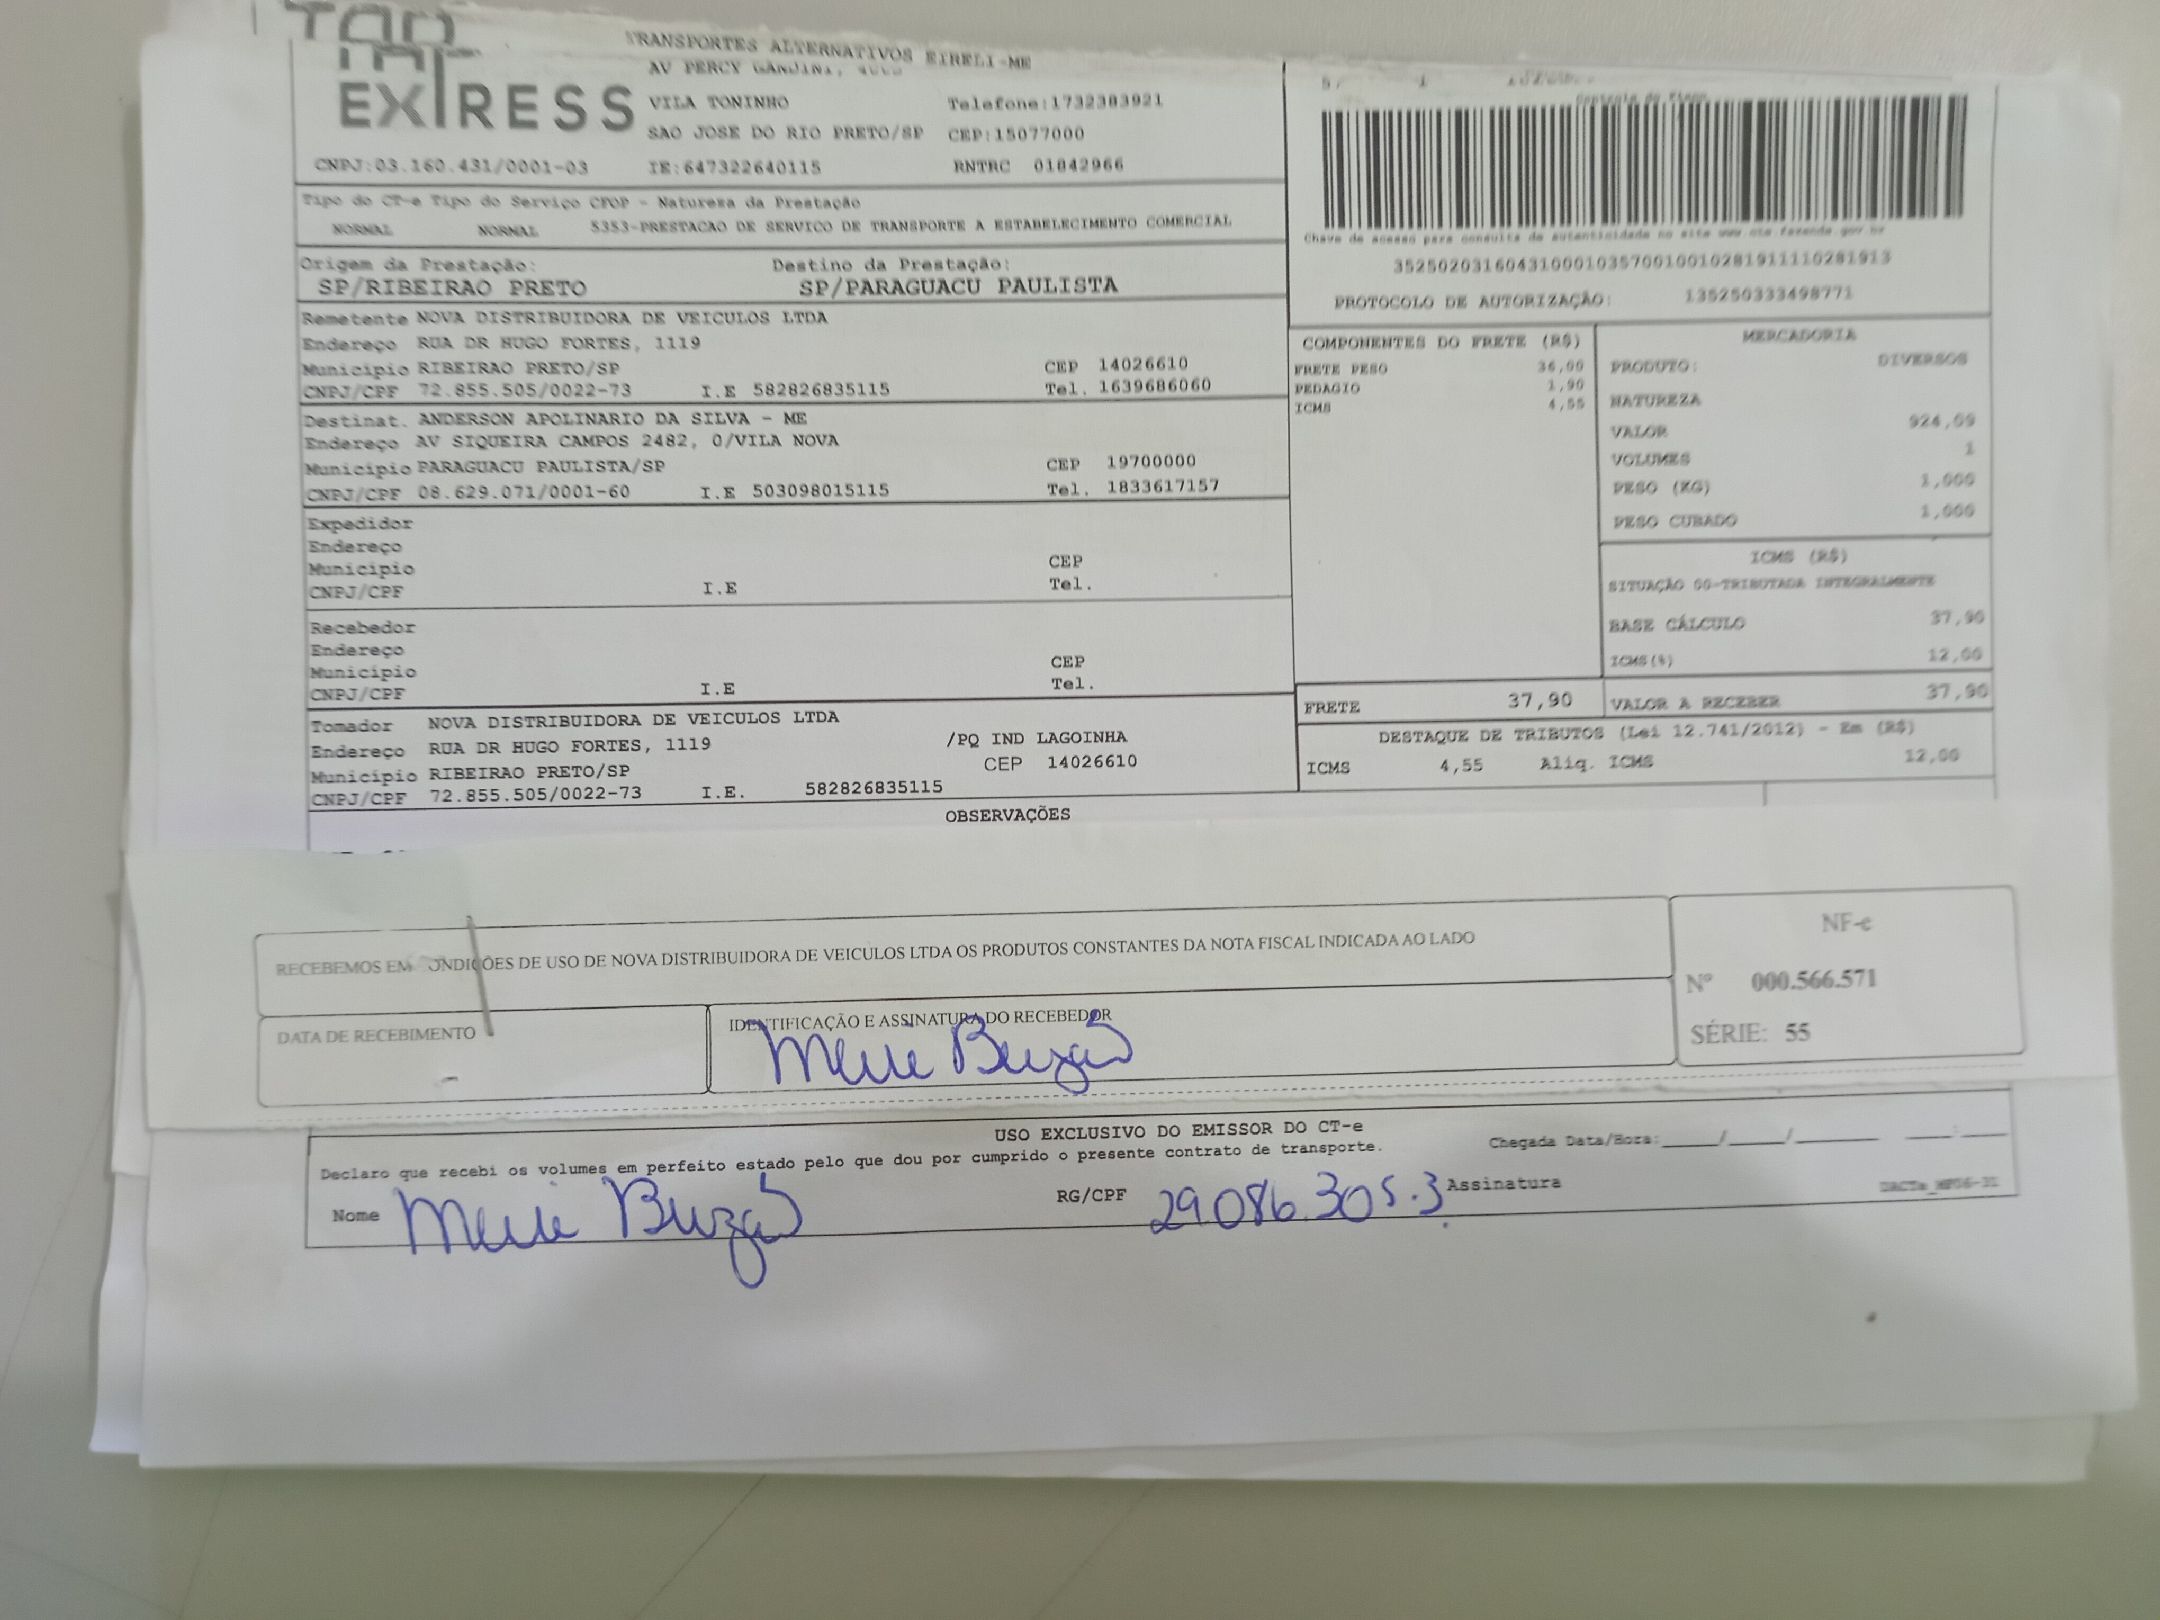 EXPRESS
TRANSPORTES ALTERNATIVOS EIRELI-ME
AV PERCY GANDINI,
VILA TONINHO Telefone:1732383921
SAO JOSE DO RIO PRETO/SP CEP:15077000
CNPJ:03.160.431/0001-03 IE:647322640115 RNTRC 01842966
Tipo do CT-e Tipo do Serviço CFOP - Natureza da Prestação
NORMAL NORMAL 5353-PRESTACAO DE SERVICO DE TRANSPORTE A ESTABELECIMENTO COMERCIAL
Origem da Prestação: Destino da Prestação:
SP/RIBEIRAO PRETO SP/PARAGUACU PAULISTA
Remetente NOVA DISTRIBUIDORA DE VEICULOS LTDA
Endereço RUA DR HUGO FORTES, 1119
Município RIBEIRAO PRETO/SP CEP 14026610
CNPJ/CPF 72.855.505/0022-73 I.E 582826835115 Tel. 1639686060
Destinat. ANDERSON APOLINARIO DA SILVA - ME
Endereço AV SIQUEIRA CAMPOS 2482, 0/VILA NOVA
Município PARAGUACU PAULISTA/SP CEP 19700000
CNPJ/CPF 08.629.071/0001-60 I.E 503098015115 Tel. 1833617157
Expedidor
Endereço
Município CEP
CNPJ/CPF I.E Tel.
Recebedor
Endereço
Município CEP
CNPJ/CPF I.E Tel.
Tomador NOVA DISTRIBUIDORA DE VEICULOS LTDA
Endereço RUA DR HUGO FORTES, 1119 /PQ IND LAGOINHA
Município RIBEIRAO PRETO/SP CEP 14026610
CNPJ/CPF 72.855.505/0022-73 I.E. 582826835115
Controle do Fisco
Chave de acesso para consulta de autenticidade no site www.cte.fazenda.gov.br
35250203160431000103570010010281911110281913
PROTOCOLO DE AUTORIZAÇÃO: 135250333498771
COMPONENTES DO FRETE (R$)
FRETE PESO 36,00
PEDAGIO 1,90
ICMS 4,55
MERCADORIA
PRODUTO: DIVERSOS
NATUREZA
VALOR 924,09
VOLUMES 1
PESO (KG) 1,000
PESO CUBADO 1,000
ICMS (R$)
SITUAÇÃO 00-TRIBUTADA INTEGRALMENTE
BASE CÁLCULO 37,90
ICMS(%) 12,00
FRETE 37,90 VALOR A RECEBER 37,90
DESTAQUE DE TRIBUTOS (Lei 12.741/2012) - Em (R$)
ICMS 4,55 Aliq. ICMS 12,00
OBSERVAÇÕES
RECEBEMOS EM ONDIÇÕES DE USO DE NOVA DISTRIBUIDORA DE VEICULOS LTDA OS PRODUTOS CONSTANTES DA NOTA FISCAL INDICADA AO LADO
DATA DE RECEBIMENTO
IDENTIFICAÇÃO E ASSINATURA DO RECEBEDOR
NF-e
Nº 000.566.571
SÉRIE: 55
USO EXCLUSIVO DO EMISSOR DO CT-e
Declaro que recebi os volumes em perfeito estado pelo que dou por cumprido o presente contrato de transporte.
Chegada Data/Hora:____/____/______ ___:___
Nome RG/CPF 29086.305.3 Assinatura